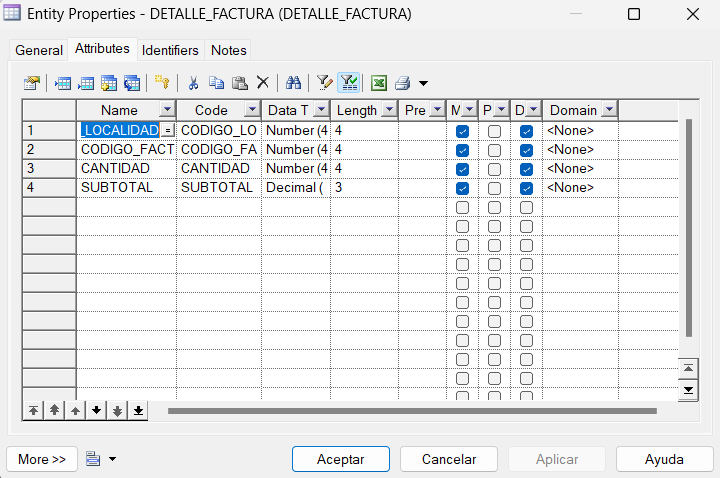 Entity Properties - DETALLE_FACTURA (DETALLE_FACTURA)
General Attributes Identifiers Notes
Name Code Data T Length Pre M P D Domain
1 _LOCALIDAD = CODIGO_LO Number (4 4 <None>
2 CODIGO_FACT CODIGO_FA Number (4 4 <None>
3 CANTIDAD CANTIDAD Number (4 4 <None>
4 SUBTOTAL SUBTOTAL Decimal ( 3 <None>
More >> Aceptar Cancelar Aplicar Ayuda